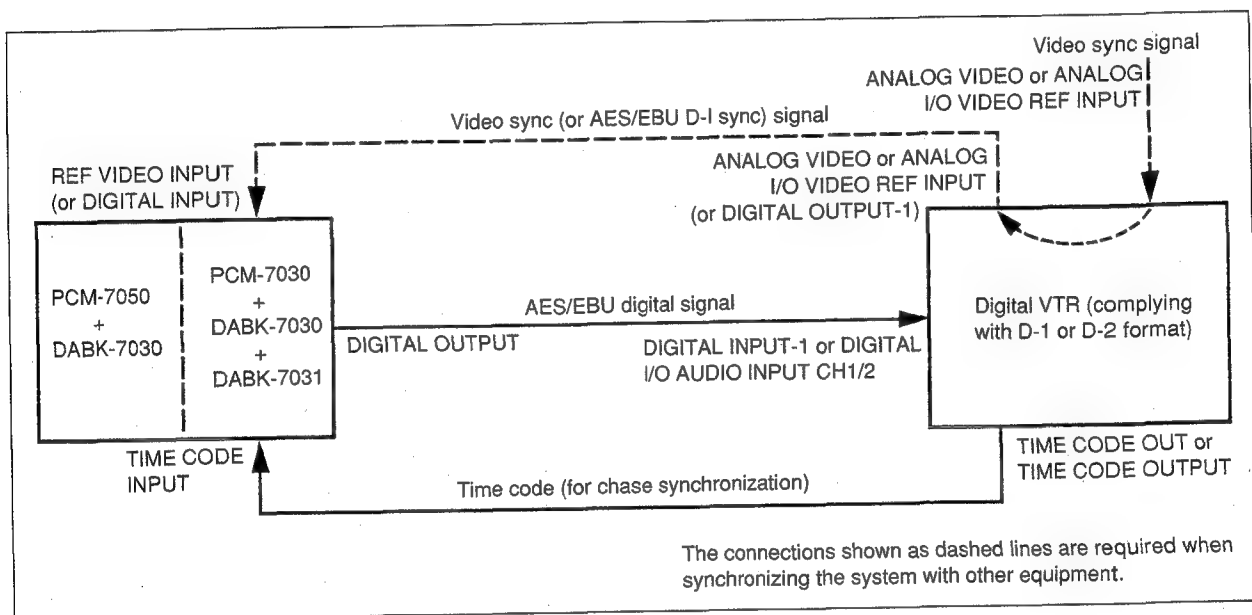 Video sync signal
ANALOG VIDEO or ANALOG
I/O VIDEO REF INPUT
Video sync (or AES/EBU D-I sync) signal
REF VIDEO INPUT
(or DIGITAL INPUT)
ANALOG VIDEO or ANALOG
I/O VIDEO REF INPUT
(or DIGITAL OUTPUT-1)
PCM-7050
+
DABK-7030
PCM-7030
+
DABK-7030
+
DABK-7031
AES/EBU digital signal
DIGITAL OUTPUT
DIGITAL INPUT-1 or DIGITAL
I/O AUDIO INPUT CH1/2
Digital VTR (complying
with D-1 or D-2 format)
TIME CODE
INPUT
TIME CODE OUT or
TIME CODE OUTPUT
Time code (for chase synchronization)
The connections shown as dashed lines are required when
synchronizing the system with other equipment.